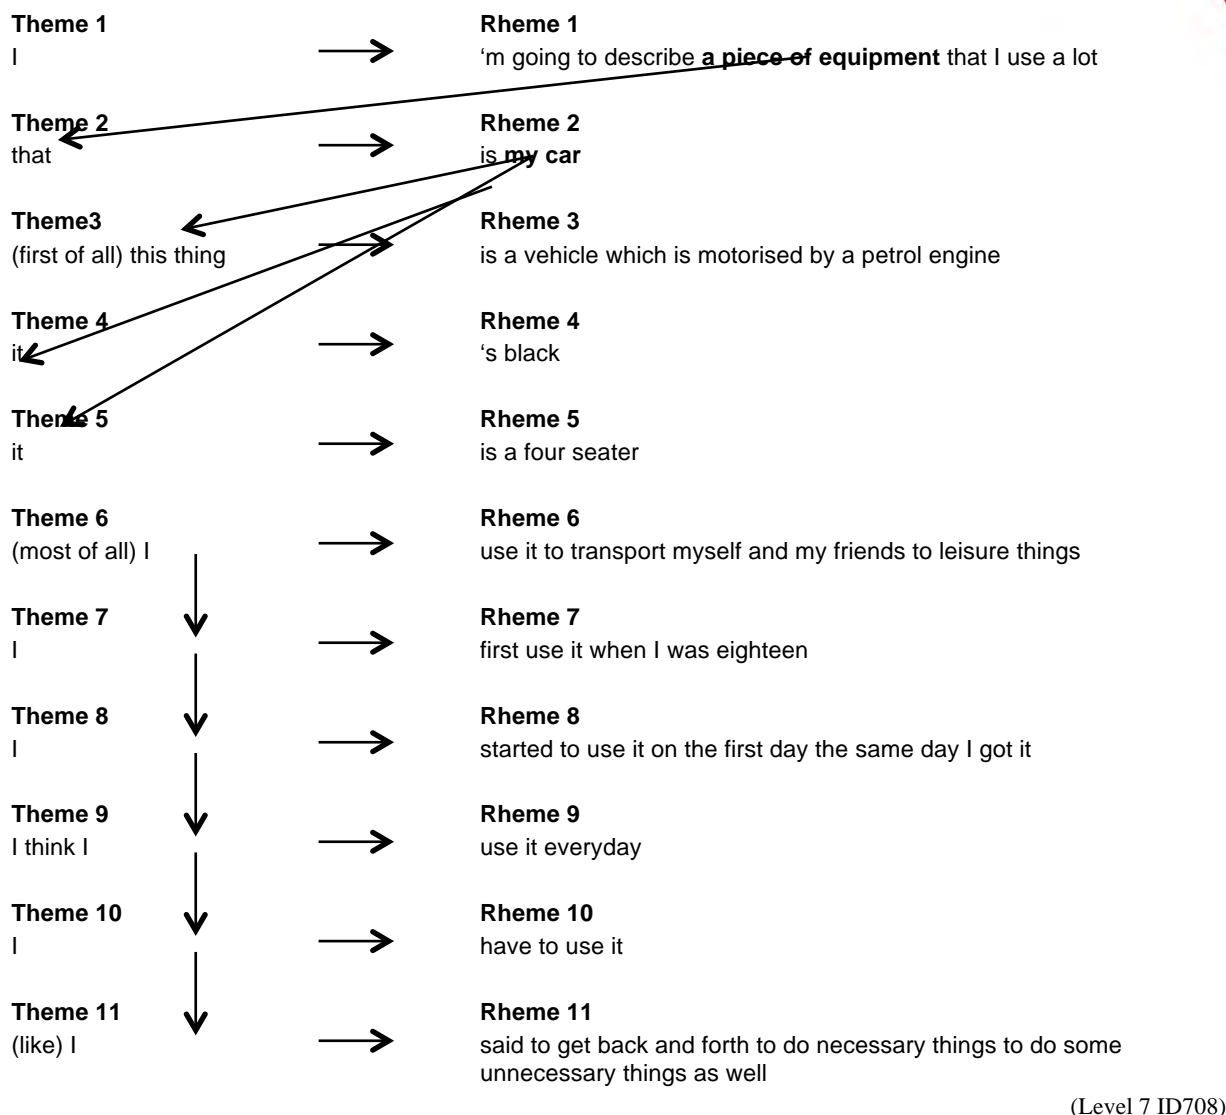 Theme 1 Rheme 1
I ‘m going to describe a piece of equipment that I use a lot
Theme 2 Rheme 2
that is my car
Theme3 Rheme 3
(first of all) this thing is a vehicle which is motorised by a petrol engine
Theme 4 Rheme 4
it ‘s black
Theme 5 Rheme 5
it is a four seater
Theme 6 Rheme 6
(most of all) I use it to transport myself and my friends to leisure things
Theme 7 Rheme 7
I first use it when I was eighteen
Theme 8 Rheme 8
I started to use it on the first day the same day I got it
Theme 9 Rheme 9
I think I use it everyday
Theme 10 Rheme 10
I have to use it
Theme 11 Rheme 11
(like) I said to get back and forth to do necessary things to do some
unnecessary things as well
(Level 7 ID708)